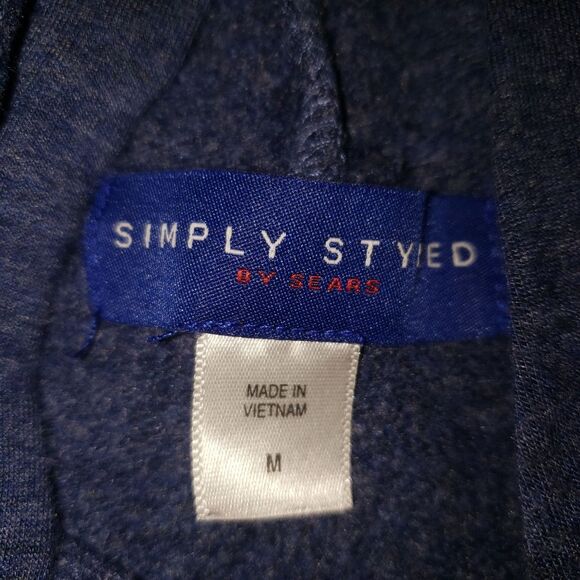 SIMPLY STYLED
BY SEARS
MADE IN
VIETNAM
M